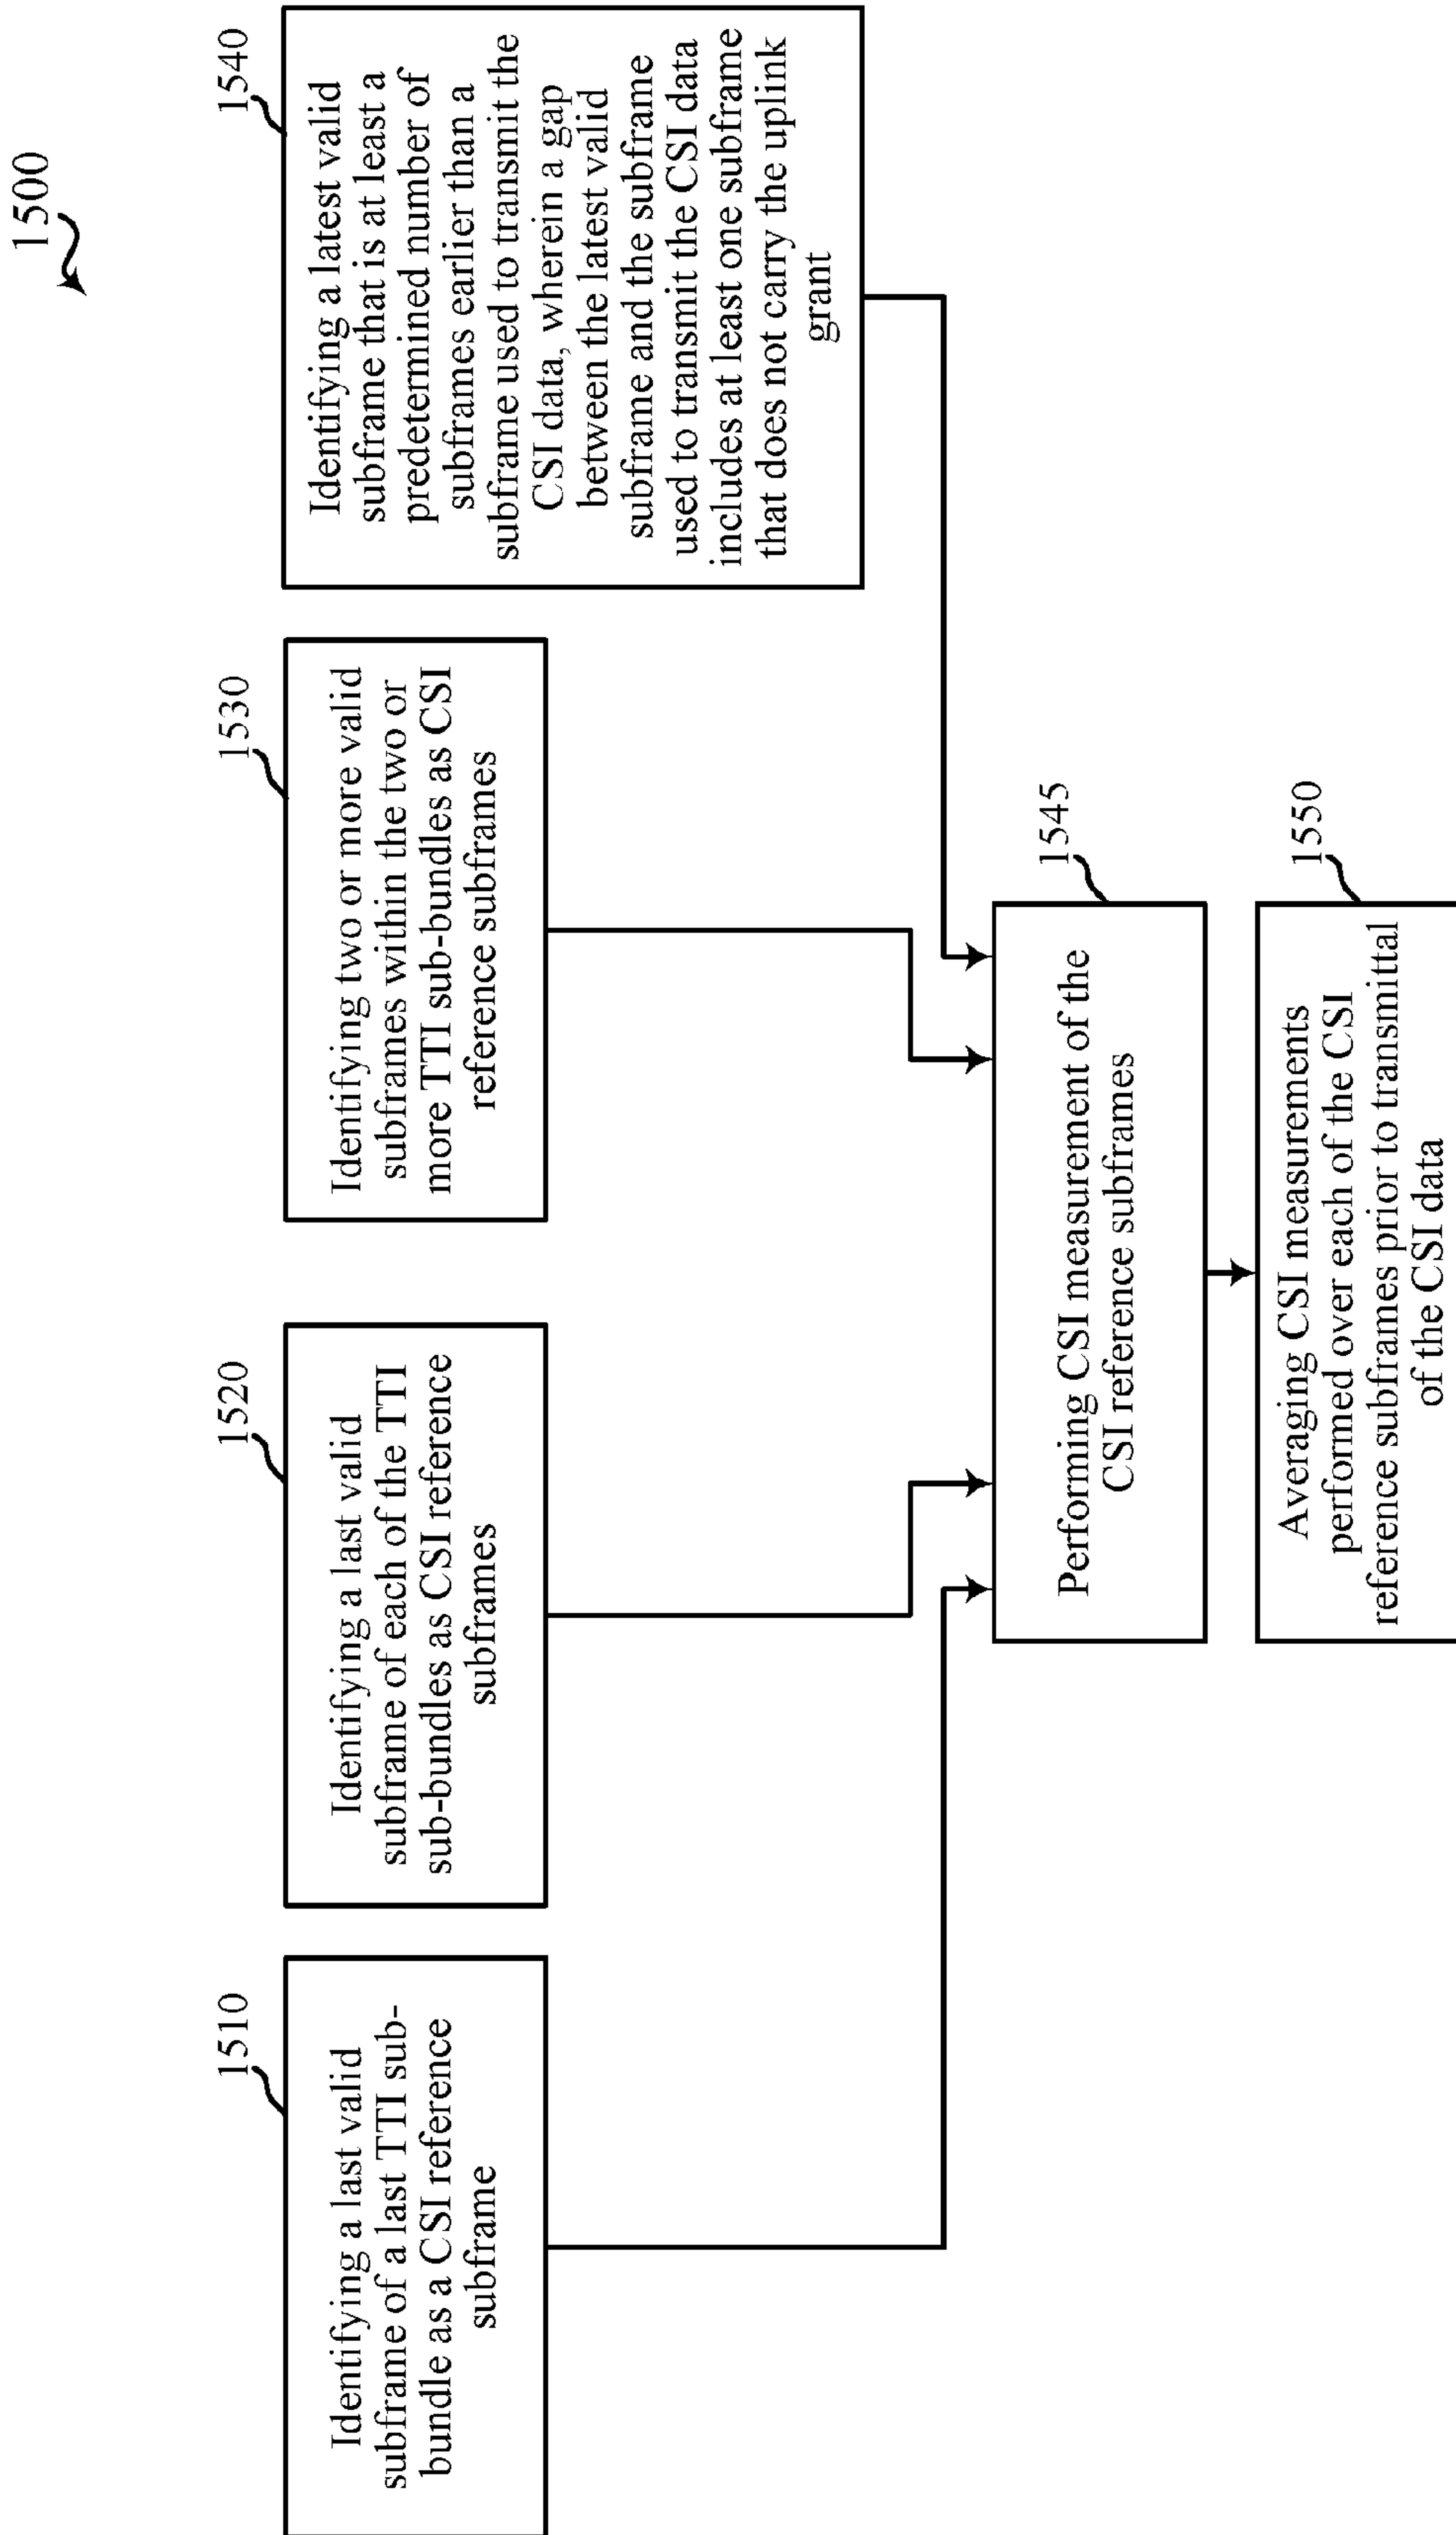 1500
1510
Identifying a last valid
subframe of a last TTI sub-
bundle as a CSI reference
subframe
1520
Identifying a last valid
subframe of each of the TTI
sub-bundles as CSI reference
subframes
1530
Identifying two or more valid
subframes within the two or
more TTI sub-bundles as CSI
reference subframes
1540
Identifying a latest valid
subframe that is at least a
predetermined number of
subframes earlier than a
subframe used to transmit the
CSI data, wherein a gap
between the latest valid
subframe and the subframe
used to transmit the CSI data
includes at least one subframe
that does not carry the uplink
grant
1545
Performing CSI measurement of the
CSI reference subframes
1550
Averaging CSI measurements
performed over each of the CSI
reference subframes prior to transmittal
of the CSI data